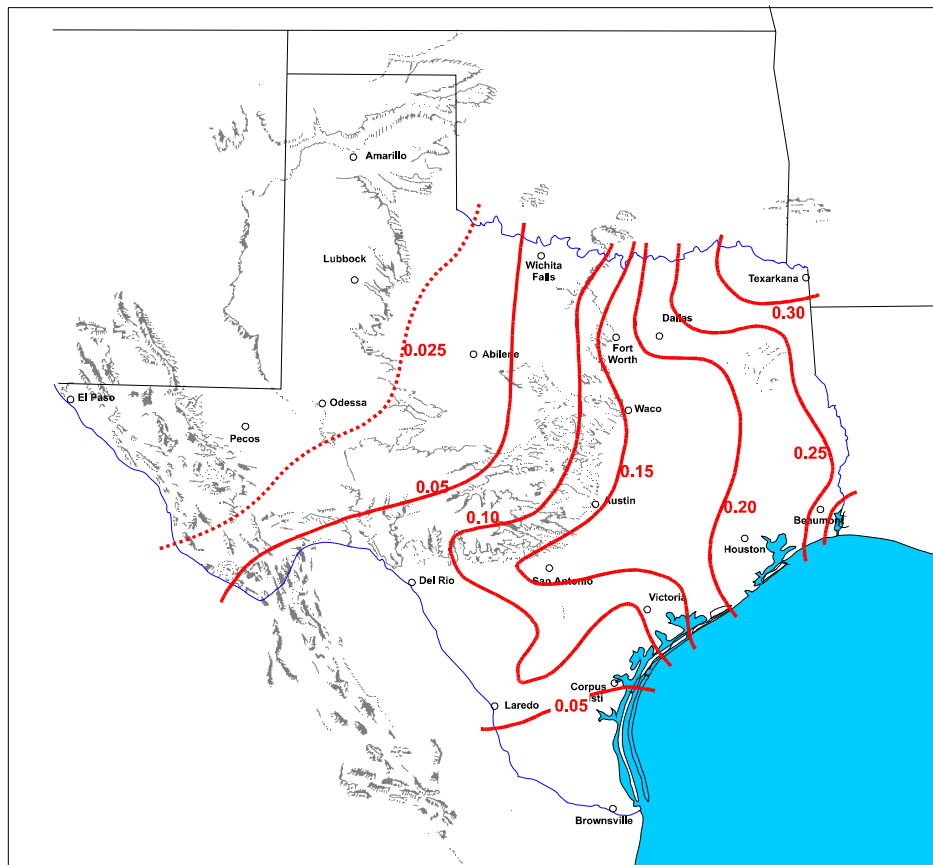 Amarillo
Lubbock
Wichita
Falls
Texarkana
0.30
Dallas
0.025
Abilene
Fort
Worth
El Paso
Odessa
Waco
Pecos
0.25
0.15
0.05
Austin
0.20
0.10
Beaumont
Houston
Del Rio
San Antonio
Victoria
Corpus
sti
Laredo
0.05
Brownsville